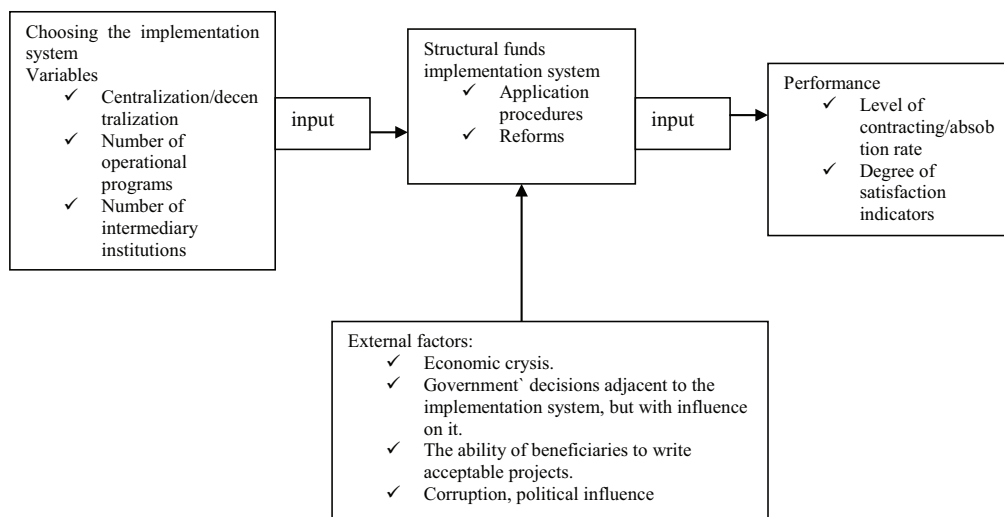 Choosing the implementation
system
Variables
✓ Centralization/decen
tralization
✓ Number of
operational
programs
✓ Number of
intermediary
institutions
input
Structural funds
implementation system
✓ Application
procedures
✓ Reforms
input
Performance
✓ Level of
contracting/absob
tion rate
✓ Degree of
satisfaction
indicators
External factors:
✓ Economic crysis.
✓ Government` decisions adjacent to the
implementation system, but with influence
on it.
✓ The ability of beneficiaries to write
acceptable projects.
✓ Corruption, political influence